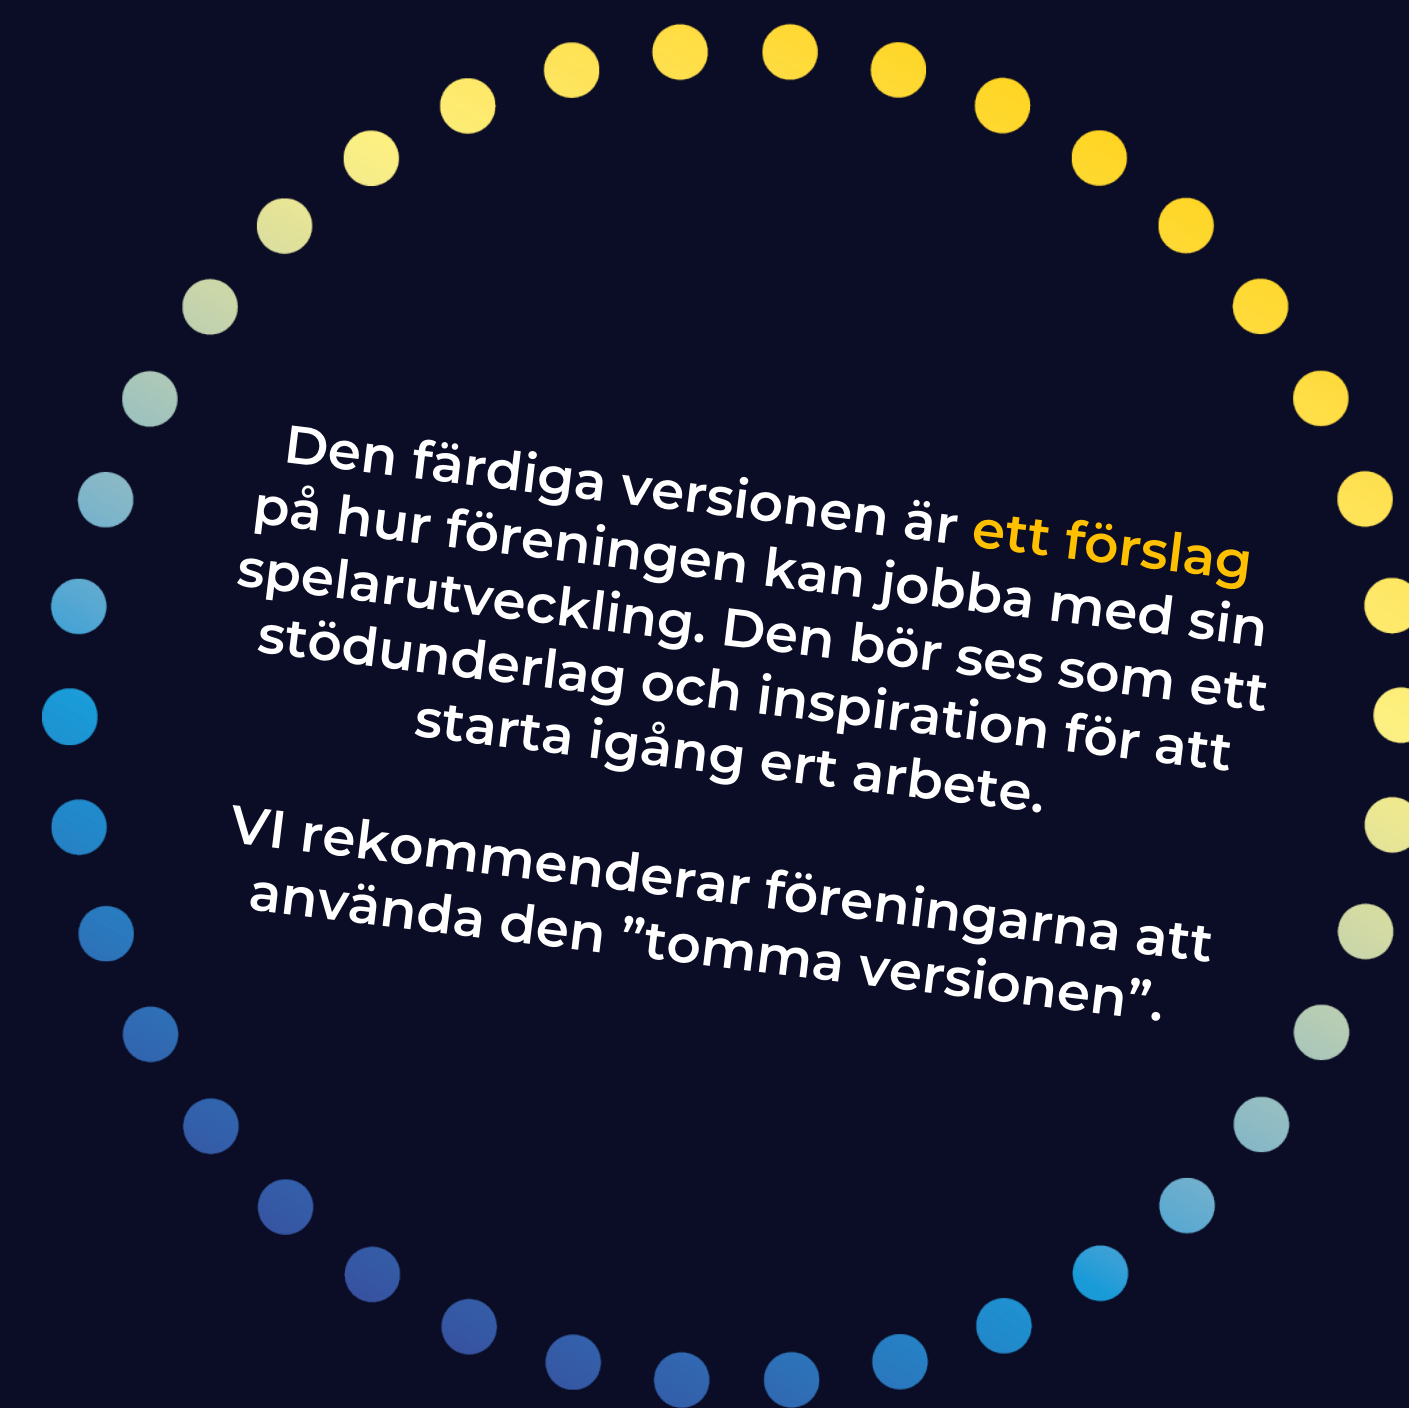 Den färdiga versionen är ett förslag
på hur föreningen kan jobba med sin
spelarutveckling. Den bör ses som ett
stödunderlag och inspiration för att
starta igång ert arbete.
VI rekommenderar föreningarna att
använda den ”tomma versionen”.